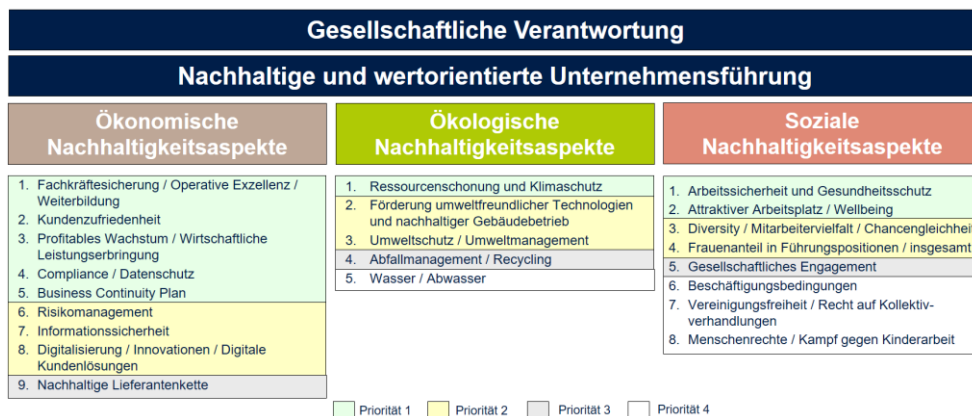 Gesellschaftliche Verantwortung
Nachhaltige und wertorientierte Unternehmensführung
Ökonomische
Nachhaltigkeitsaspekte
1. Fachkräftesicherung / Operative Exzellenz /
Weiterbildung
2. Kundenzufriedenheit
3. Profitables Wachstum / Wirtschaftliche
Leistungserbringung
4. Compliance / Datenschutz
5. Business Continuity Plan
6. Risikomanagement
7. Informationssicherheit
8. Digitalisierung / Innovationen / Digitale
Kundenlösungen
9. Nachhaltige Lieferantenkette
Ökologische
Nachhaltigkeitsaspekte
1. Ressourcenschonung und Klimaschutz
2. Förderung umweltfreundlicher Technologien
und nachhaltiger Gebäudebetrieb
3. Umweltschutz / Umweltmanagement
4. Abfallmanagement / Recycling
5. Wasser / Abwasser
Soziale
Nachhaltigkeitsaspekte
1. Arbeitssicherheit und Gesundheitsschutz
2. Attraktiver Arbeitsplatz / Wellbeing
3. Diversity / Mitarbeitervielfalt / Chancengleichheit
4. Frauenanteil in Führungspositionen / insgesamt
5. Gesellschaftliches Engagement
6. Beschäftigungsbedingungen
7. Vereinigungsfreiheit / Recht auf Kollektiv-
verhandlungen
8. Menschenrechte / Kampf gegen Kinderarbeit
Priorität 1
Priorität 2
Priorität 3
Priorität 4